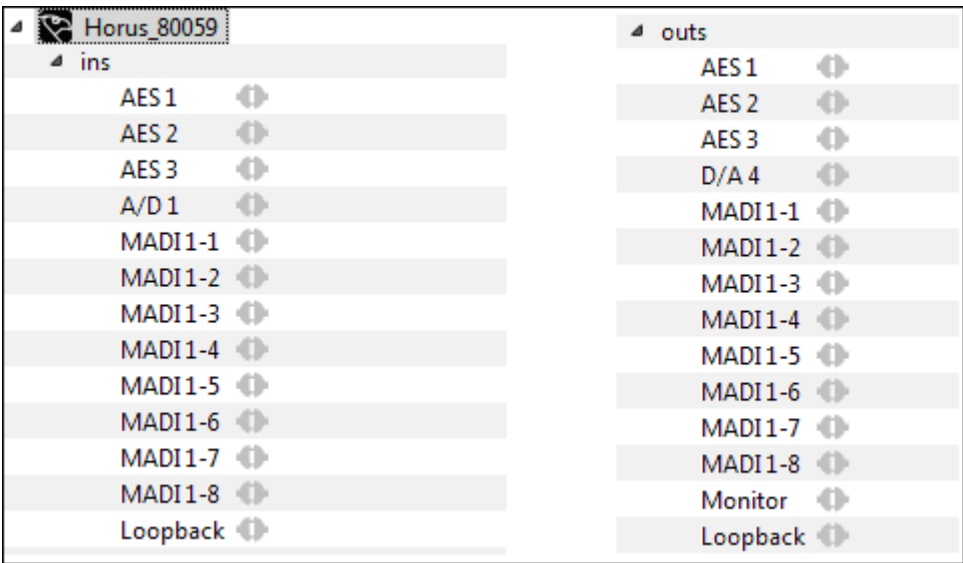 Horus_80059
ins
AES 1
AES 2
AES 3
A/D 1
MADI 1-1
MADI 1-2
MADI 1-3
MADI 1-4
MADI 1-5
MADI 1-6
MADI 1-7
MADI 1-8
Loopback
outs
AES 1
AES 2
AES 3
D/A 4
MADI 1-1
MADI 1-2
MADI 1-3
MADI 1-4
MADI 1-5
MADI 1-6
MADI 1-7
MADI 1-8
Monitor
Loopback